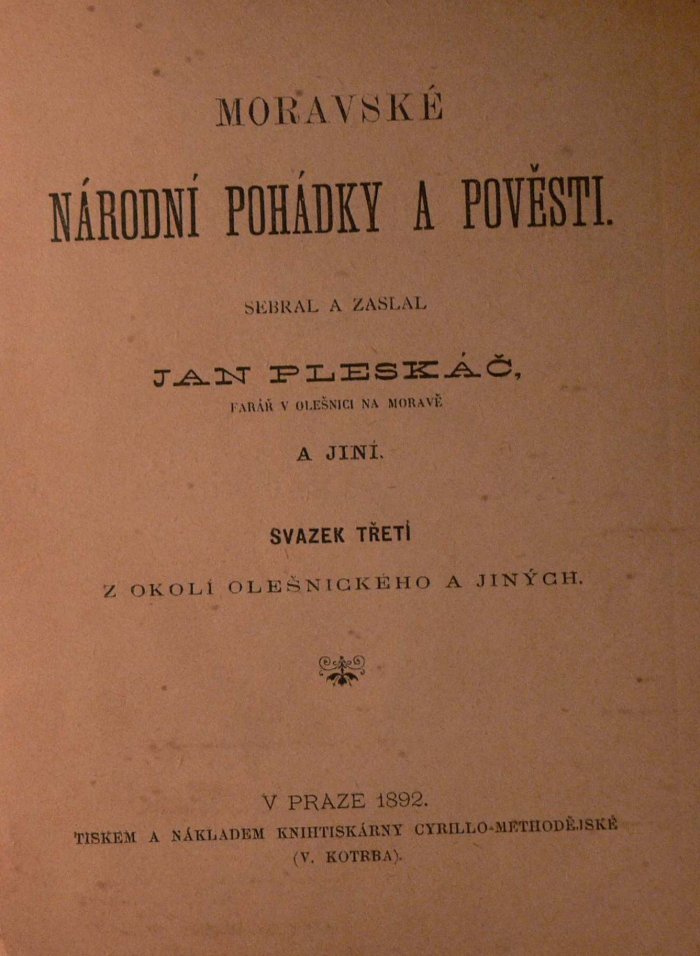 MORAVSKÉ
NÁRODNÍ POHÁDKY A POVĚSTI.
SEBRAL A ZASLAL
JAN PLESKÁČ,
FARÁŘ V OLEŠNICI NA MORAVĚ
A JINÍ.
SVAZEK TŘETÍ
Z OKOLÍ OLEŠNICKÉHO A JINÝCH.
V PRAZE 1892.
TISKEM A NÁKLADEM KNIHTISKÁRNY CYRILLO-METHODĚJSKÉ
(V. KOTRBA).